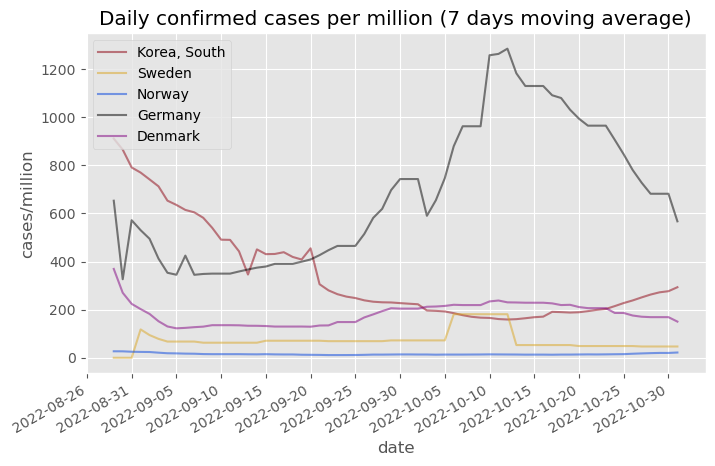 Daily confirmed cases per million (7 days moving average)
Korea, South
Sweden
Norway
Germany
Denmark
1200
1000
800
600
400
200
0
cases/million
2022-08-26
2022-08-31
2022-09-05
2022-09-10
2022-09-15
2022-09-20
2022-09-25
2022-09-30
2022-10-05
2022-10-10
2022-10-15
2022-10-20
2022-10-25
2022-10-30
date